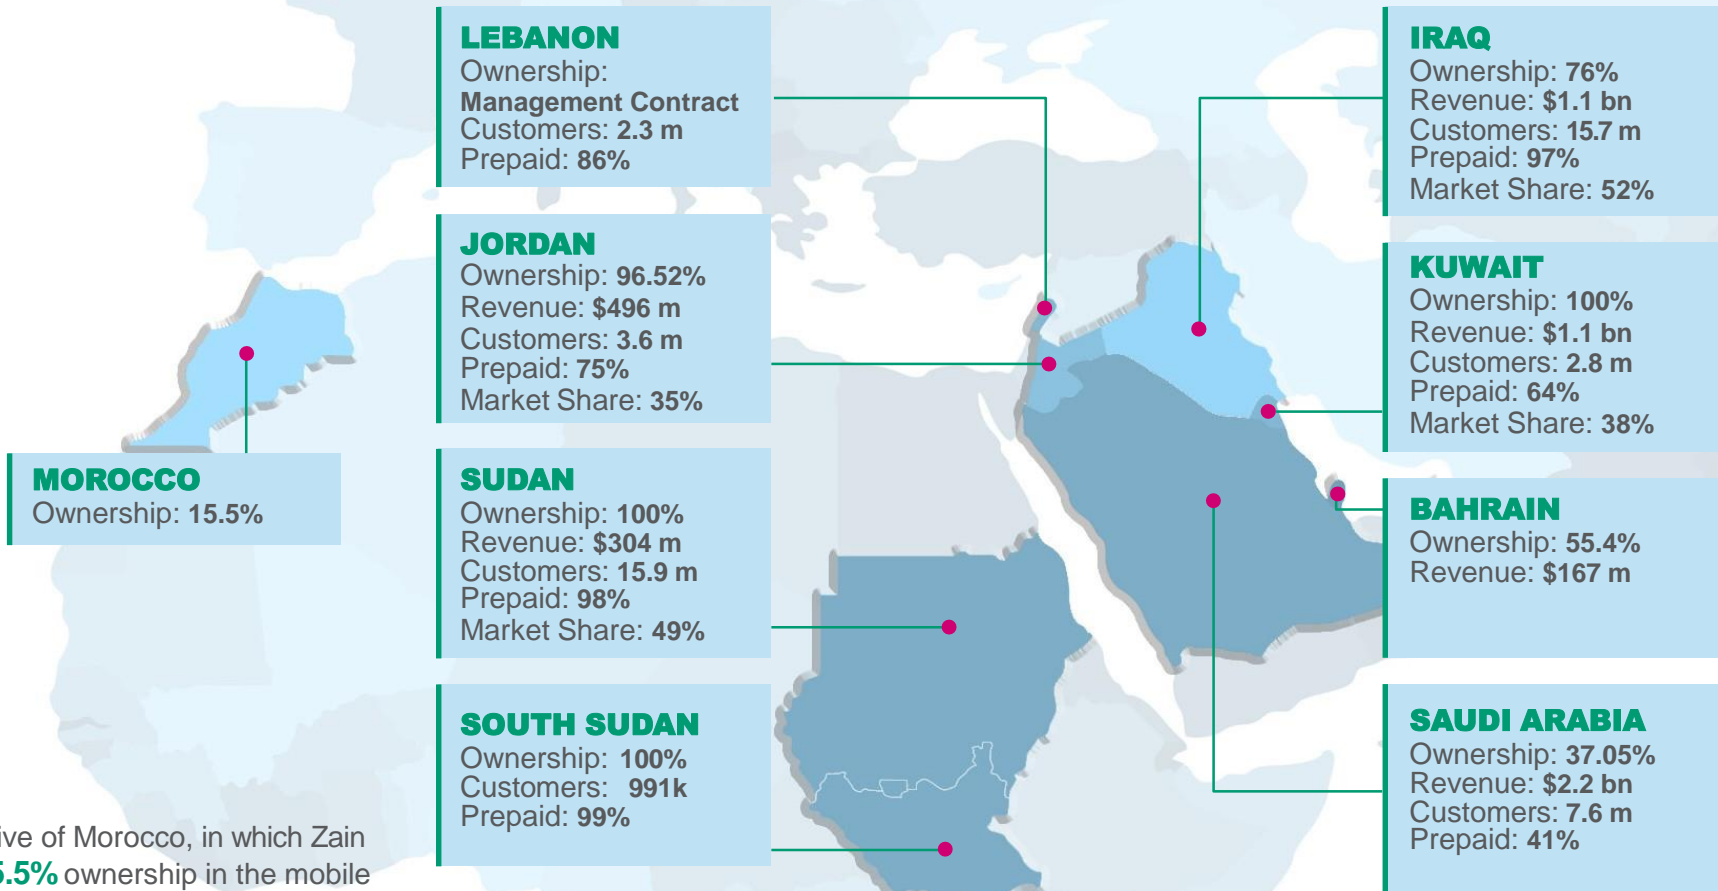 LEBANON
Ownership:
Management Contract
Customers: 2.3 m
Prepaid: 86%
JORDAN
Ownership: 96.52%
Revenue: $496 m
Customers: 3.6 m
Prepaid: 75%
Market Share: 35%
MOROCCO
Ownership: 15.5%
SUDAN
Ownership: 100%
Revenue: $304 m
Customers: 15.9 m
Prepaid: 98%
Market Share: 49%
SOUTH SUDAN
Ownership: 100%
Customers: 991k
Prepaid: 99%
IRAQ
Ownership: 76%
Revenue: $1.1 bn
Customers: 15.7 m
Prepaid: 97%
Market Share: 52%
KUWAIT
Ownership: 100%
Revenue: $1.1 bn
Customers: 2.8 m
Prepaid: 64%
Market Share: 38%
BAHRAIN
Ownership: 55.4%
Revenue: $167 m
SAUDI ARABIA
Ownership: 37.05%
Revenue: $2.2 bn
Customers: 7.6 m
Prepaid: 41%
of Morocco, in which Zain
ownership in the mobile